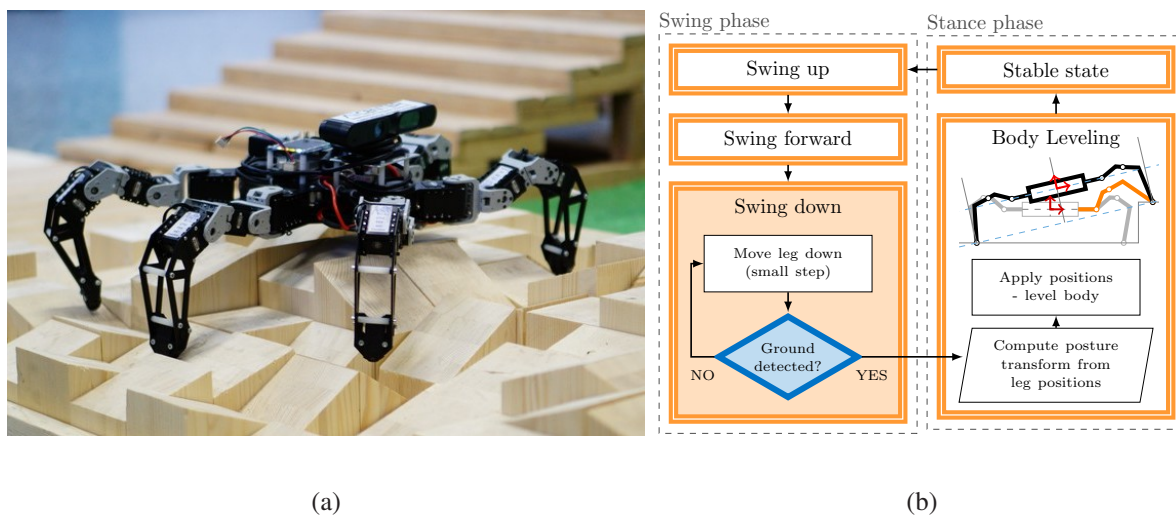 Swing phase
Swing up
Swing forward
Swing down
Move leg down
(small step)
Ground
detected?
NO
YES
Stance phase
Stable state
Body Leveling
Apply positions
- level body
Compute posture
transform from
leg positions
(a)
(b)